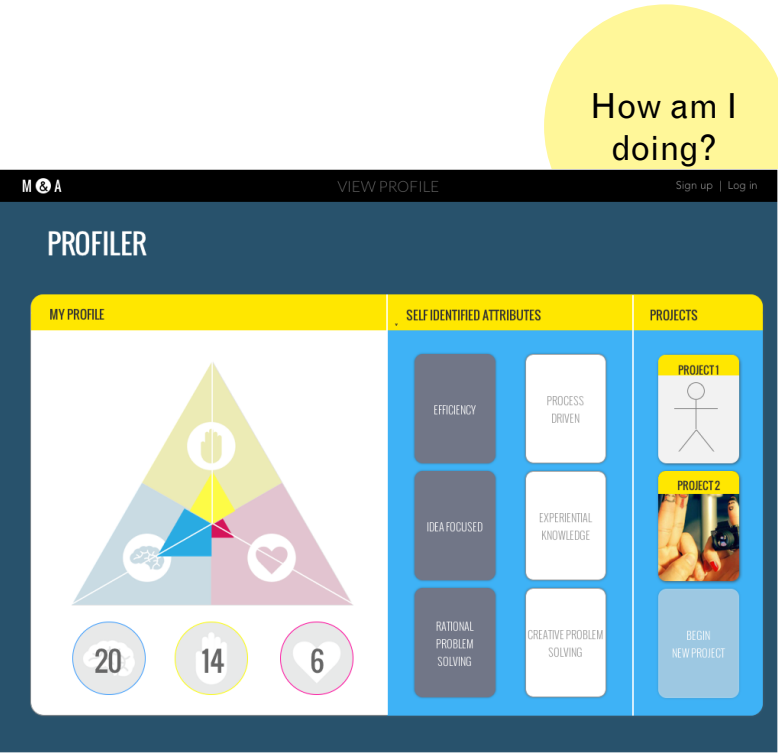 How am I
doing?
M & A
VIEW PROFILE
Sign up | Log in
PROFILER
MY PROFILE
SELF IDENTIFIED ATTRIBUTES
PROJECTS
EFFICIENCY
PROCESS
DRIVEN
PROJECT 1
IDEA FOCUSED
EXPERIENTIAL
KNOWLEDGE
PROJECT 2
RATIONAL
PROBLEM
SOLVING
CREATIVE PROBLEM
SOLVING
BEGIN
NEW PROJECT
20
14
6